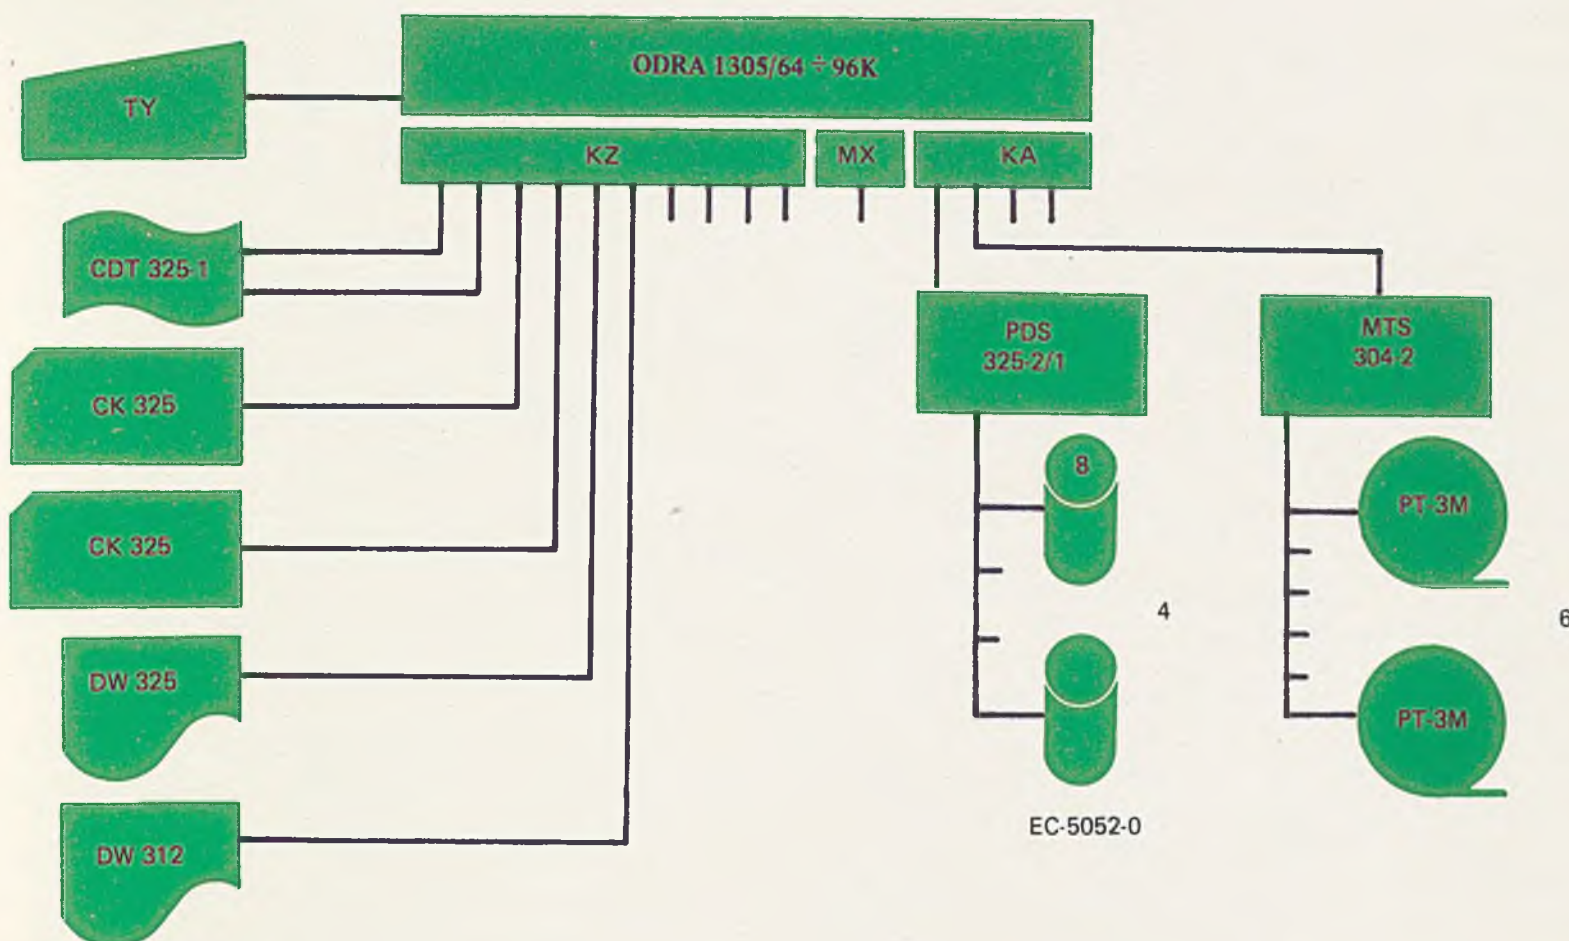 ODRA 1305/64 ÷ 96K
TY
KZ
MX
KA
CDT 325-1
PDS
325-2/1
MTS
304-2
CK 325
8
PT-3M
CK 325
4
6
DW 325
PT-3M
EC-5052-0
DW 312